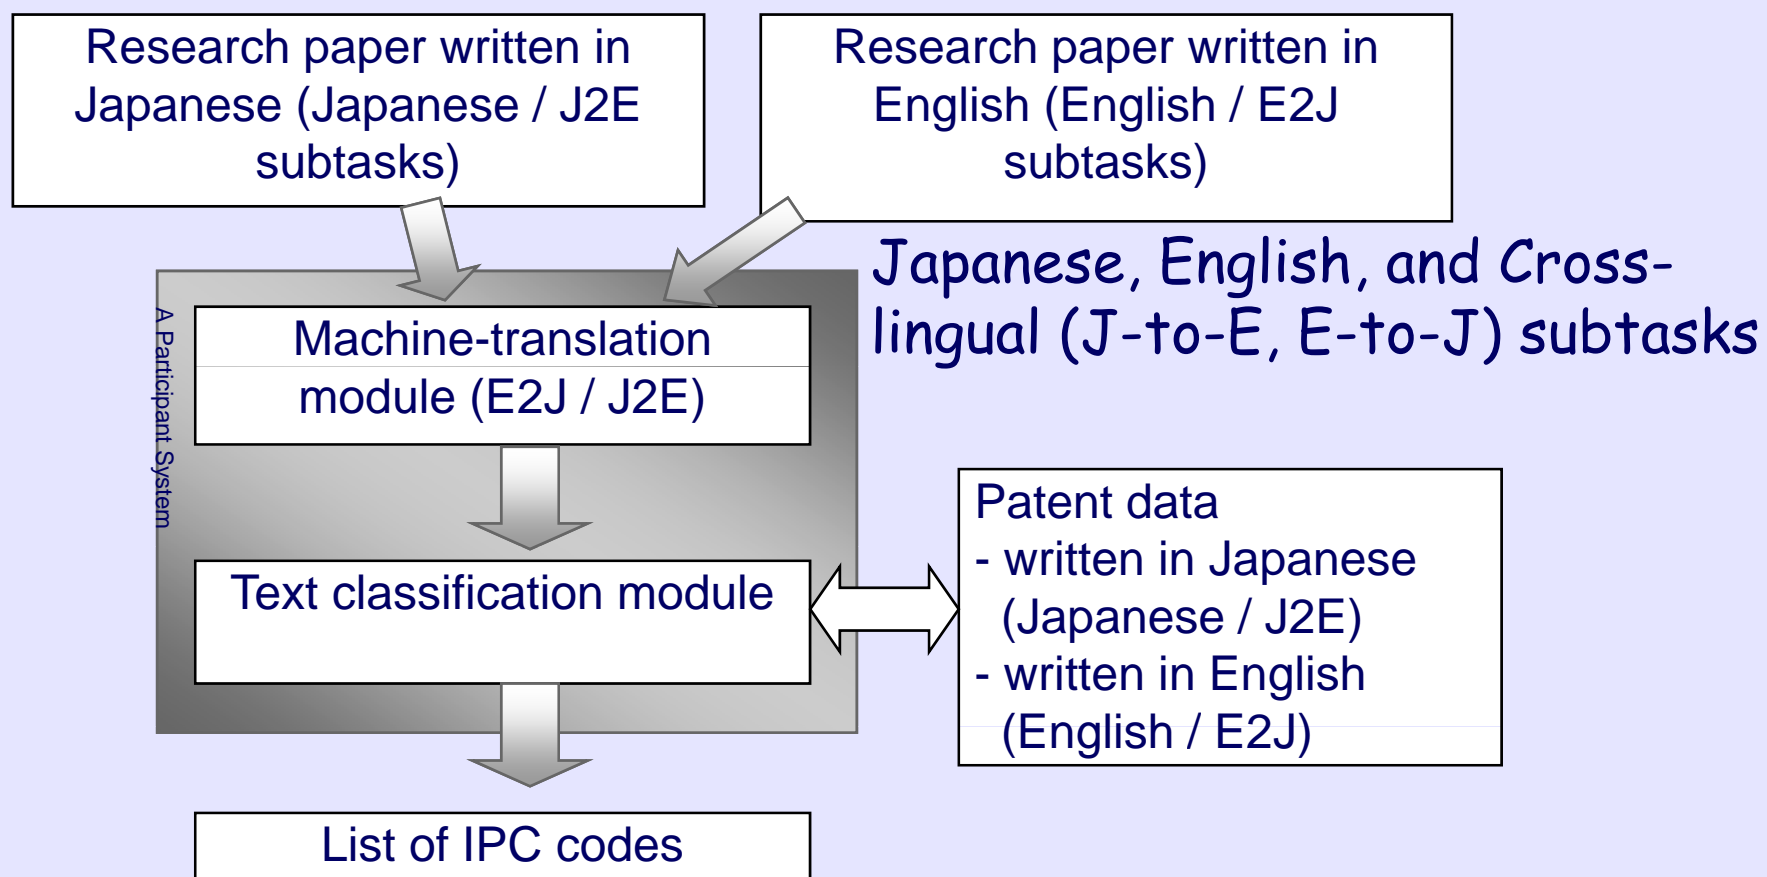 Research paper written in
Japanese (Japanese / J2E
subtasks)
Research paper written in
English (English / E2J
subtasks)
Japanese, English, and Cross-
lingual (J-to-E, E-to-J) subtasks
A Participant System
Machine-translation
module (E2J / J2E)
Text classification module
Patent data
- written in Japanese
(Japanese / J2E)
- written in English
(English / E2J)
List of IPC codes